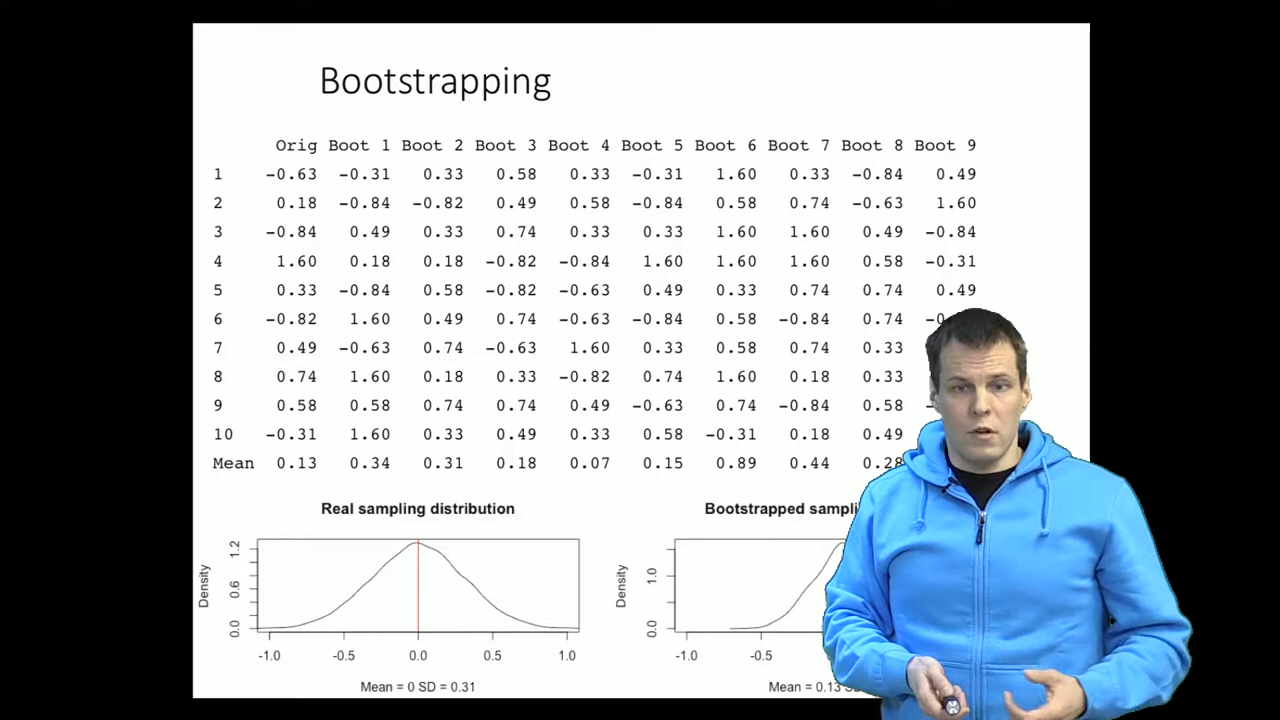 Bootstrapping
Orig Boot 1 Boot 2 Boot 3 Boot 4 Boot 5 Boot 6 Boot 7 Boot 8 Boot 9
1 -0.63 -0.31 0.33 0.58 0.33 -0.31 1.60 0.33 -0.84 0.49
2 0.18 -0.84 -0.82 0.49 0.58 -0.84 0.58 0.74 -0.63 1.60
3 -0.84 0.49 0.33 0.74 0.33 0.33 1.60 1.60 0.49 -0.84
4 1.60 0.18 0.18 -0.82 -0.84 1.60 1.60 1.60 0.58 -0.31
5 0.33 -0.84 0.58 -0.82 -0.63 0.49 0.33 0.74 0.74 0.49
6 -0.82 1.60 0.49 0.74 -0.63 -0.84 0.58 -0.84 0.74
7 0.49 -0.63 0.74 -0.63 1.60 0.33 0.58 0.74 0.33
8 0.74 1.60 0.18 0.33 -0.82 0.74 1.60 0.18 0.33
9 0.58 0.58 0.74 0.74 0.49 -0.63 0.74 -0.84 0.58
10 -0.31 1.60 0.33 0.49 0.33 0.58 -0.31 0.18 0.49
Mean 0.13 0.34 0.31 0.18 0.07 0.15 0.89 0.44 0.28
Real sampling distribution
Density
1.2
0.6
0.0
-1.0 -0.5 0.0 0.5 1.0
Mean = 0 SD = 0.31
Bootstrapped
Density
1.0
0.0
-1.0 -0.5
Mean = 0.13